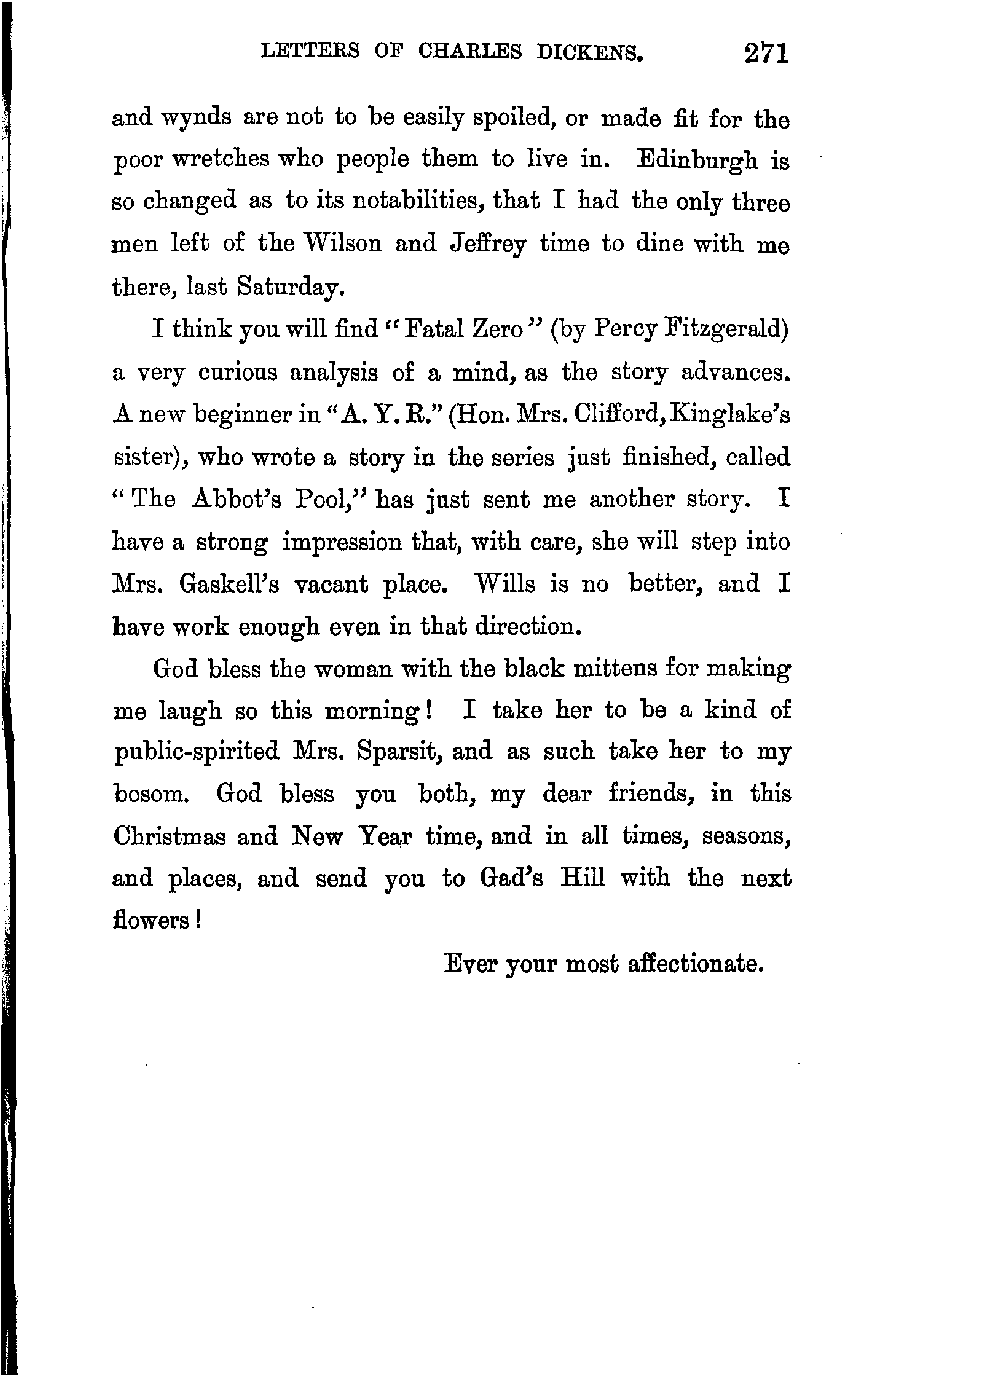 LETTERS OF CHARLES DICKENS. 271
and wynds are not to be easily spoiled, or made fit for the
poor wretches who people them to live in. Edinburgh is
so changed as to its notabilities, that I had the only three
men left of the Wilson and Jeffrey time to dine with me
there, last Saturday.
I think you will find “Fatal Zero” (by Percy Fitzgerald)
a very curious analysis of a mind, as the story advances.
A new beginner in “A. Y. R.” (Hon. Mrs. Clifford, Kinglake’s
sister), who wrote a story in the series just finished, called
“The Abbot’s Pool,” has just sent me another story. I
have a strong impression that, with care, she will step into
Mrs. Gaskell’s vacant place. Wills is no better, and I
have work enough even in that direction.
God bless the woman with the black mittens for making
me laugh so this morning! I take her to be a kind of
public-spirited Mrs. Sparsit, and as such take her to my
bosom. God bless you both, my dear friends, in this
Christmas and New Year time, and in all times, seasons,
and places, and send you to Gad’s Hill with the next
flowers!
Ever your most affectionate.